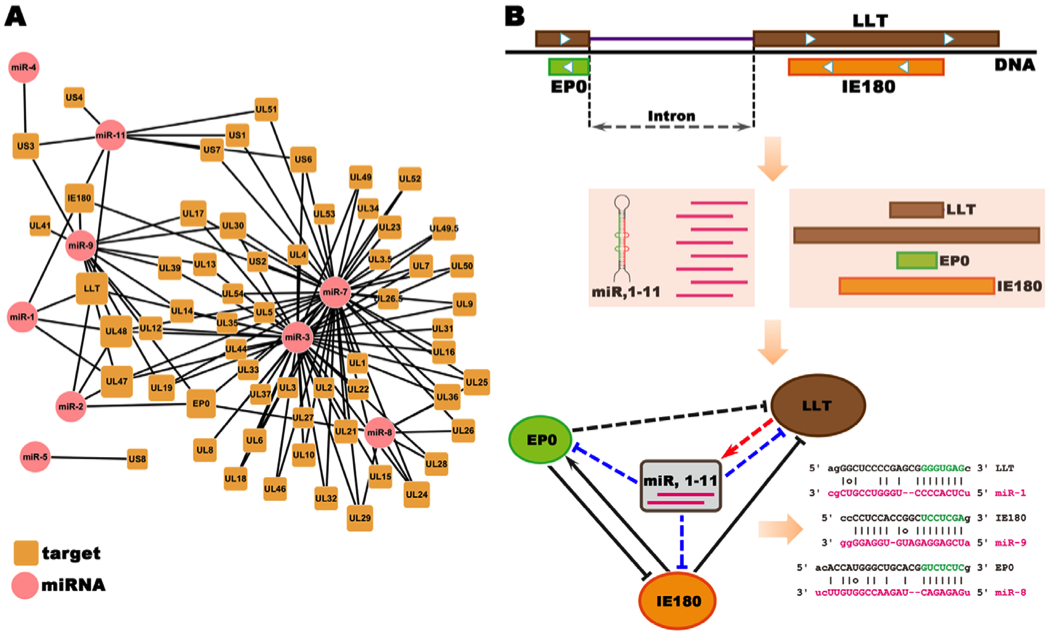 A
miR-4
US4
UL51
miR-11
US1
US3
US7
US6
UL49
UL52
IE180
UL17
UL53
UL34
UL41
UL30
UL23
UL49.5
miR-9
UL4
UL39
UL13
US2
UL3.5
UL7
UL50
LLT
UL54
miR-7
UL26.5
UL9
miR-1
UL14
UL5
UL48
UL12
UL35
miR-3
UL31
UL44
UL16
UL33
UL1
UL47
UL19
UL37
UL3
UL2
UL22
UL25
miR-2
EP0
UL36
UL27
UL21
miR-8
UL26
UL6
UL8
UL10
miR-5
US8
UL28
UL18
UL46
UL15
UL32
UL24
UL29
target
miRNA
B
LLT
DNA
EP0
IE180
Intron
miR,1-11
LLT
EP0
IE180
LLT
EP0
miR, 1-11
IE180
5' agGGCUCCCCGAGCGGGGUGAGc 3' LLT
3' cgCUGCCUGGGU--CCCCACUCu 5' miR-1
5' ccCCUCCACCGGCUCCUCGAg 3' IE180
3' ggGGAGGU-GUAGAGGAGCUa 5' miR-9
5' acACCAUGGGCUGCACGGUCUCUCg 3' EP0
3' ucUUGUGGCCAAGAU--CAGAGAGu 5' miR-8